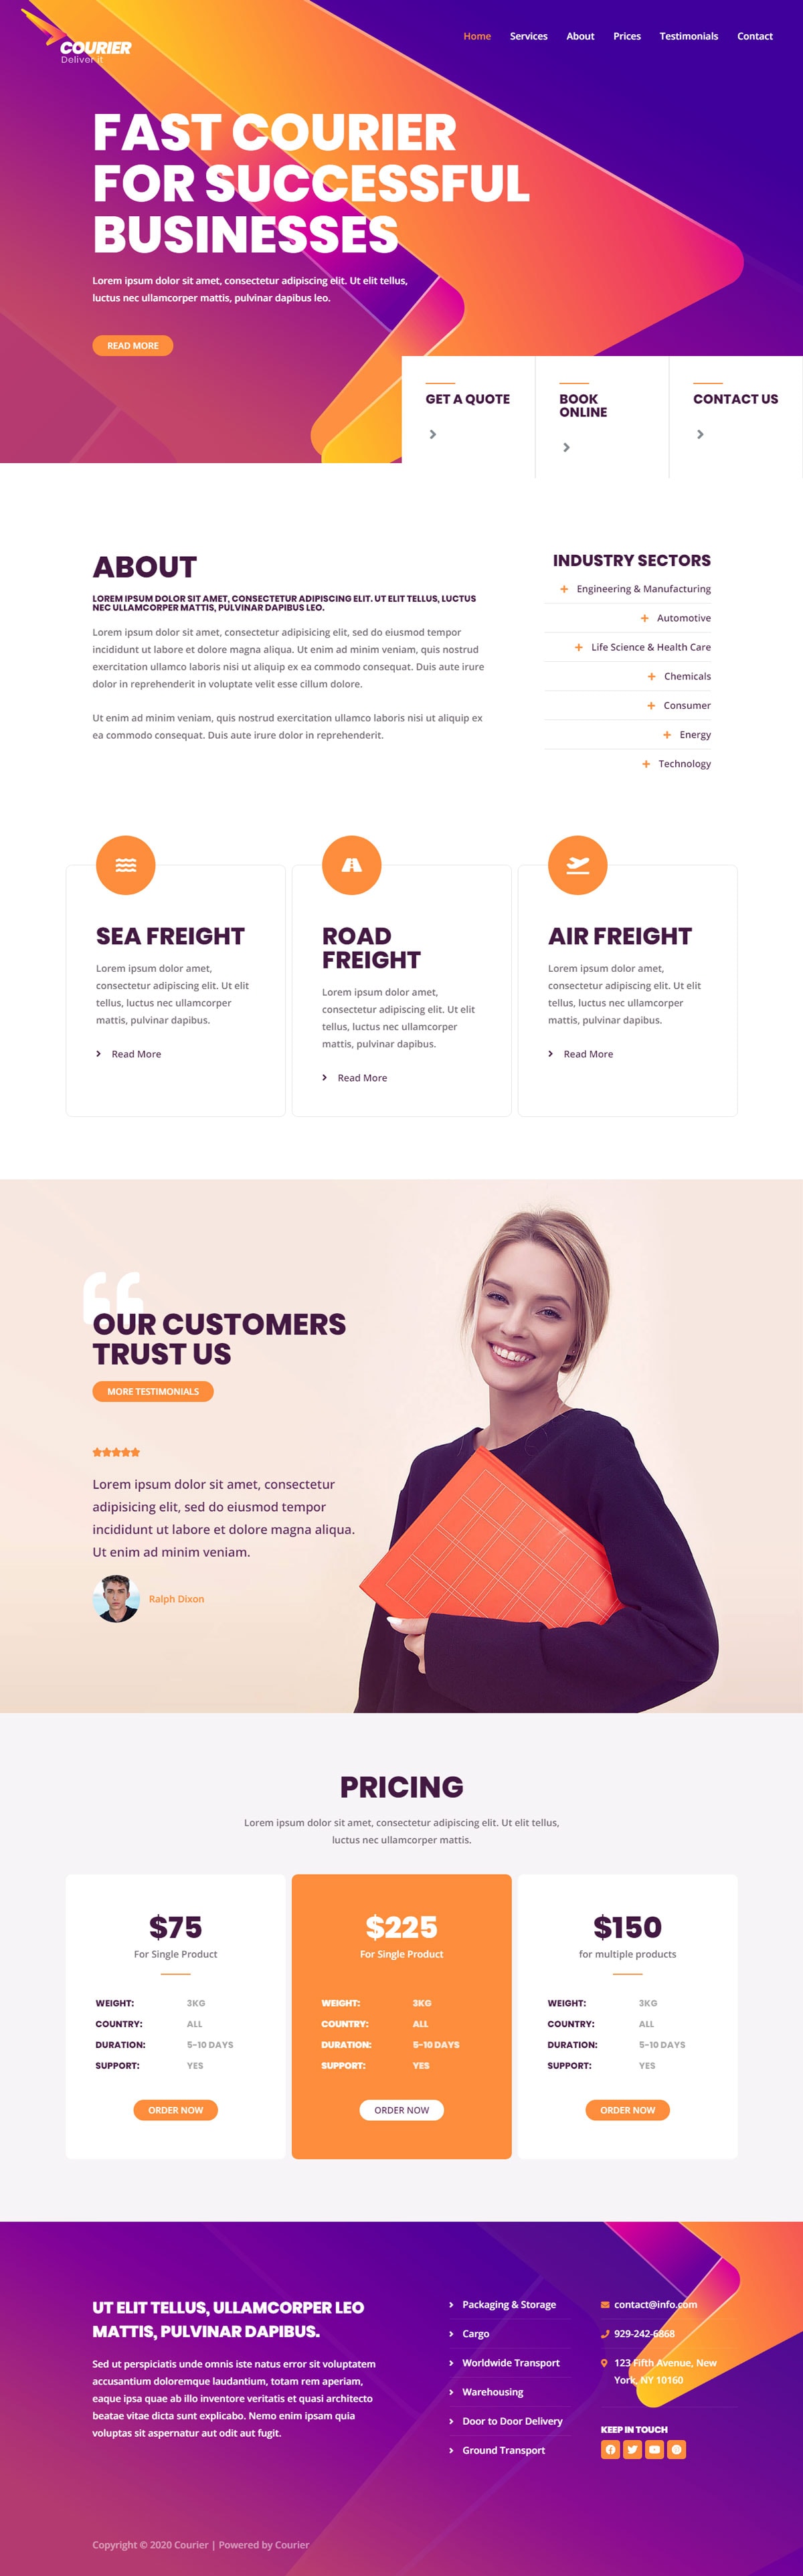 COURIER
Deliver it
Home Services About Prices Testimonials Contact
FAST COURIER
FOR SUCCESSFUL
BUSINESSES
Lorem ipsum dolor sit amet, consectetur adipiscing elit. Ut elit tellus,
luctus nec ullamcorper mattis, pulvinar dapibus leo.
READ MORE
GET A QUOTE
BOOK
ONLINE
CONTACT US
ABOUT
LOREM IPSUM DOLOR SIT AMET, CONSECTETUR ADIPISCING ELIT. UT ELIT TELLUS, LUCTUS
NEC ULLAMCORPER MATTIS, PULVINAR DAPIBUS LEO.
Lorem ipsum dolor sit amet, consectetur adipisicing elit, sed do eiusmod tempor
incididunt ut labore et dolore magna aliqua. Ut enim ad minim veniam, quis nostrud
exercitation ullamco laboris nisi ut aliquip ex ea commodo consequat. Duis aute irure
dolor in reprehenderit in voluptate velit esse cillum dolore.
Ut enim ad minim veniam, quis nostrud exercitation ullamco laboris nisi ut aliquip ex
ea commodo consequat. Duis aute irure dolor in reprehenderit.
INDUSTRY SECTORS
Engineering & Manufacturing
Automotive
Life Science & Health Care
Chemicals
Consumer
Energy
Technology
SEA FREIGHT
Lorem ipsum dolor amet,
consectetur adipiscing elit. Ut elit
tellus, luctus nec ullamcorper
mattis, pulvinar dapibus.
Read More
ROAD
FREIGHT
Lorem ipsum dolor amet,
consectetur adipiscing elit. Ut elit
tellus, luctus nec ullamcorper
mattis, pulvinar dapibus.
Read More
AIR FREIGHT
Lorem ipsum dolor amet,
consectetur adipiscing elit. Ut elit
tellus, luctus nec ullamcorper
mattis, pulvinar dapibus.
Read More
“
OUR CUSTOMERS
TRUST US
MORE TESTIMONIALS
Lorem ipsum dolor sit amet, consectetur
adipisicing elit, sed do eiusmod tempor
incididunt ut labore et dolore magna aliqua.
Ut enim ad minim veniam.
Ralph Dixon
PRICING
Lorem ipsum dolor sit amet, consectetur adipiscing elit. Ut elit tellus,
luctus nec ullamcorper mattis.
$75
For Single Product
WEIGHT: 3KG
COUNTRY: ALL
DURATION: 5-10 DAYS
SUPPORT: YES
ORDER NOW
$225
For Single Product
WEIGHT: 3KG
COUNTRY: ALL
DURATION: 5-10 DAYS
SUPPORT: YES
ORDER NOW
$150
for multiple products
WEIGHT: 3KG
COUNTRY: ALL
DURATION: 5-10 DAYS
SUPPORT: YES
ORDER NOW
UT ELIT TELLUS, ULLAMCORPER LEO
MATTIS, PULVINAR DAPIBUS.
Sed ut perspiciatis unde omnis iste natus error sit voluptatem
accusantium doloremque laudantium, totam rem aperiam,
eaque ipsa quae ab illo inventore veritatis et quasi architecto
beatae vitae dicta sunt explicabo. Nemo enim ipsam quia
voluptas sit aspernatur aut odit aut fugit.
Packaging & Storage
Cargo
Worldwide Transport
Warehousing
Door to Door Delivery
Ground Transport
contact@info.com
929-242-6868
123 Fifth Avenue, New
York, NY 10160
KEEP IN TOUCH
Copyright © 2020 Courier | Powered by Courier